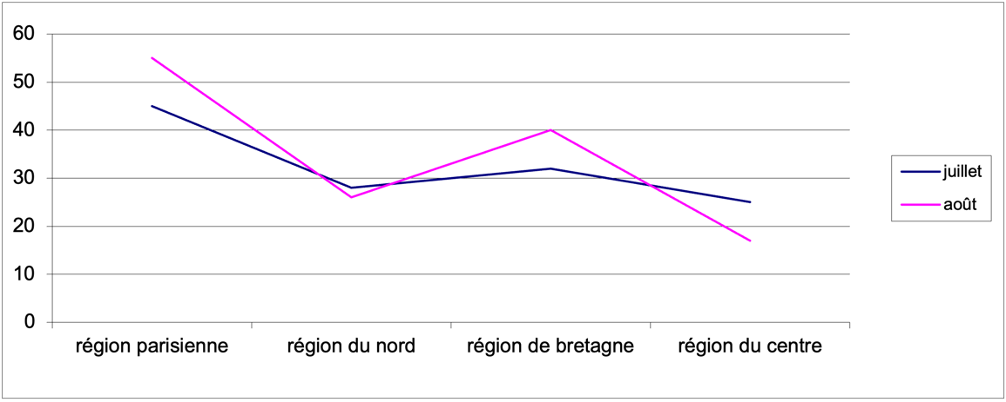 60
50
40
30
20
10
0
région parisienne
région du nord
région de bretagne
région du centre
juillet
août